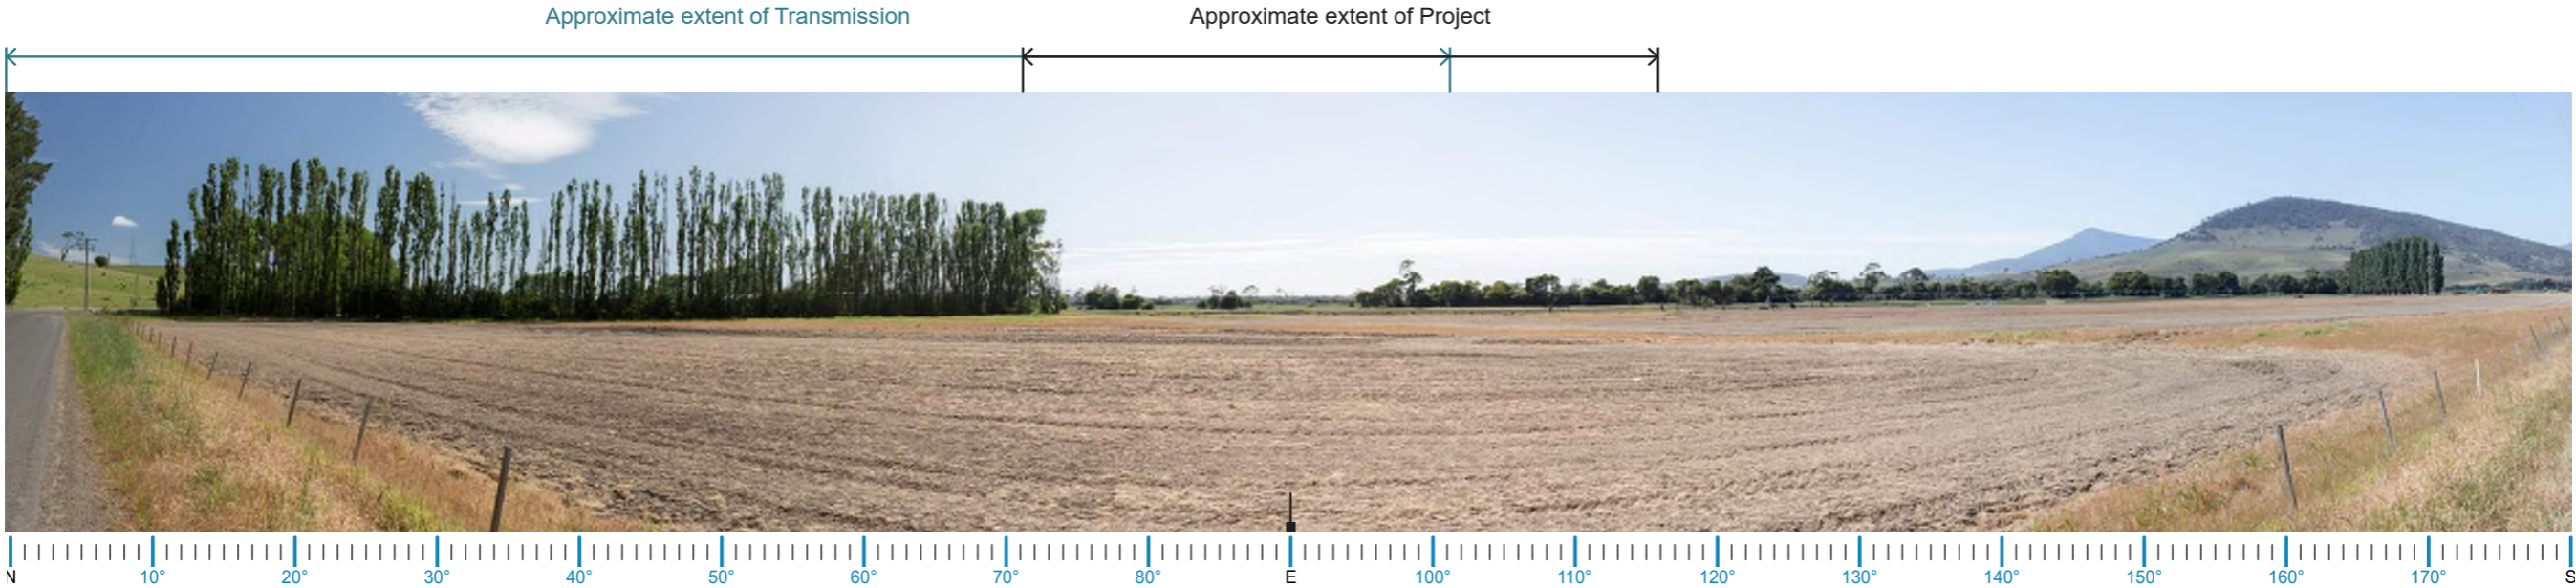 Approximate extent of Transmission
Approximate extent of Project
N 10° 20° 30° 40° 50° 60° 70° 80° E 100° 110° 120° 130° 140° 150° 160° 170° S